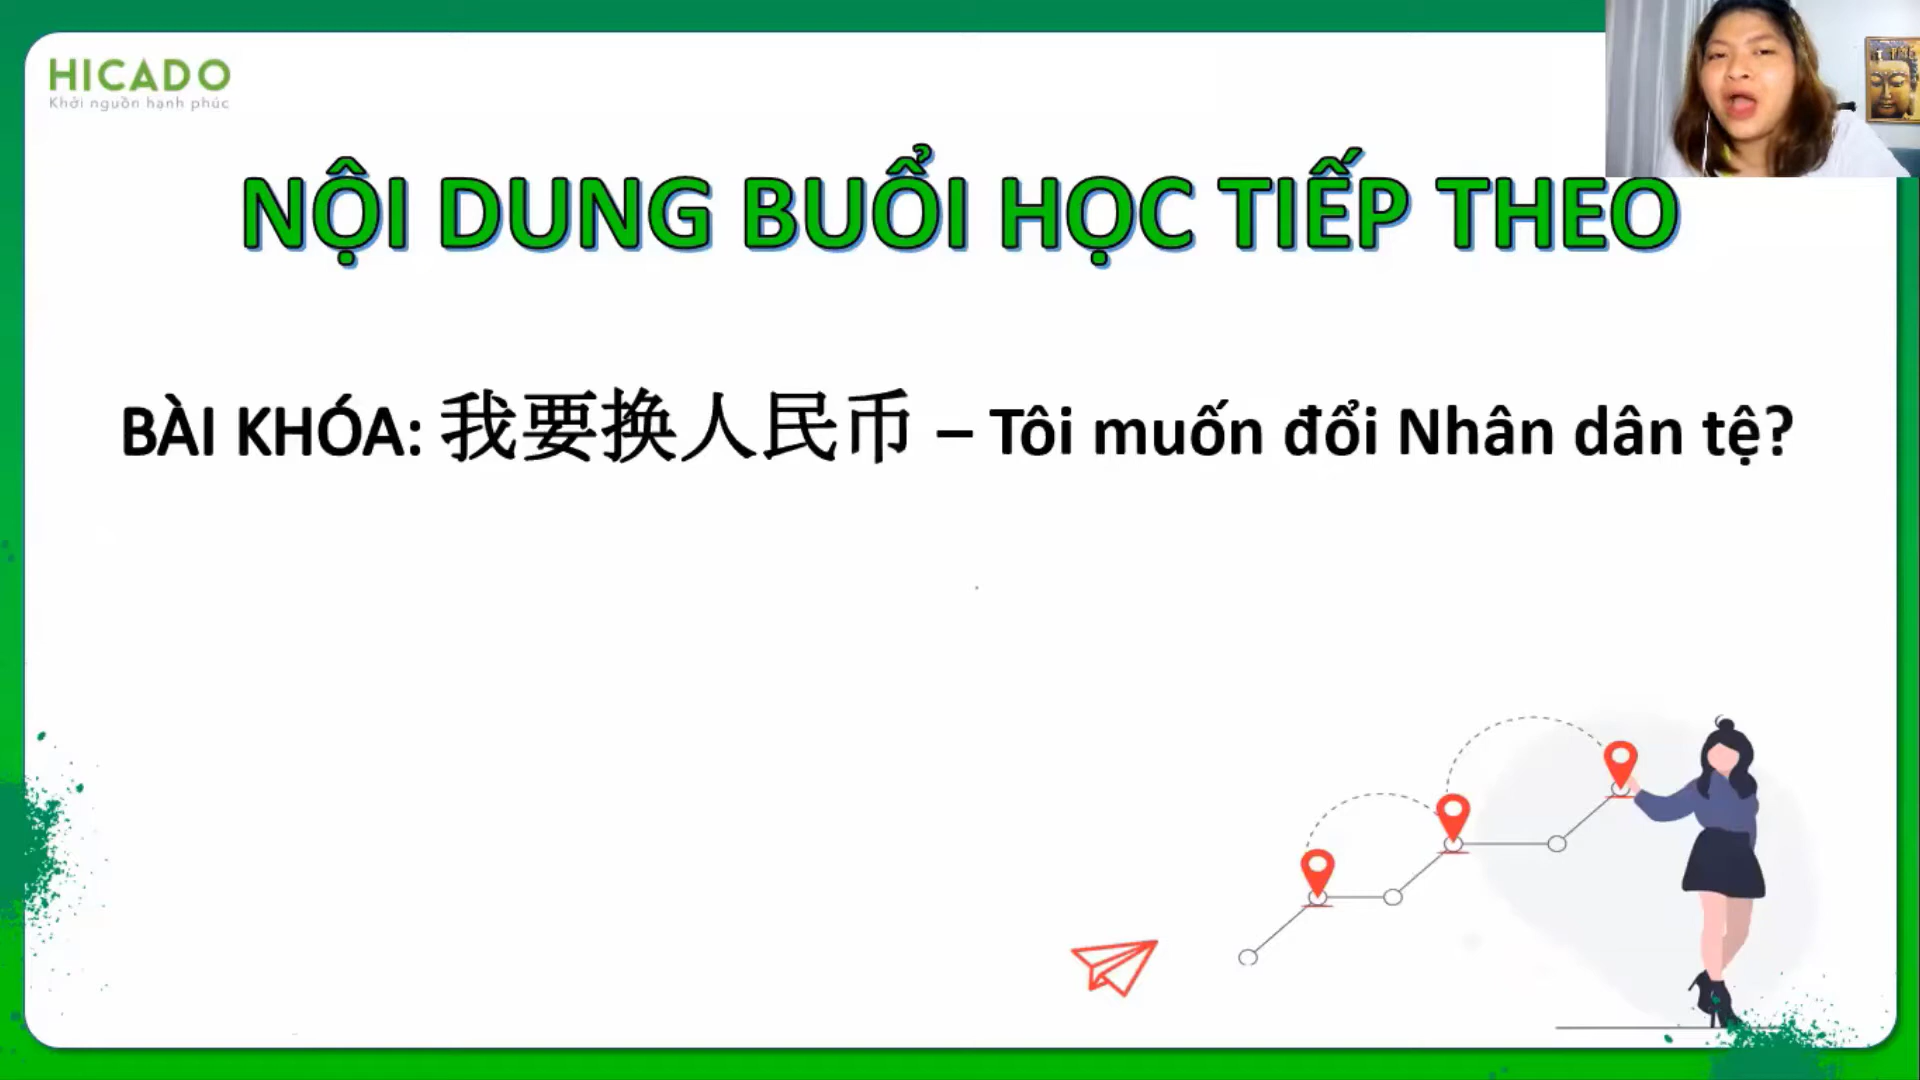 HICADO
Khởi nguồn hạnh phúc
NỘI DUNG BUỔI HỌC TIẾP THEO
BÀI KHÓA: 我要换人民币 – Tôi muốn đổi Nhân dân tệ?